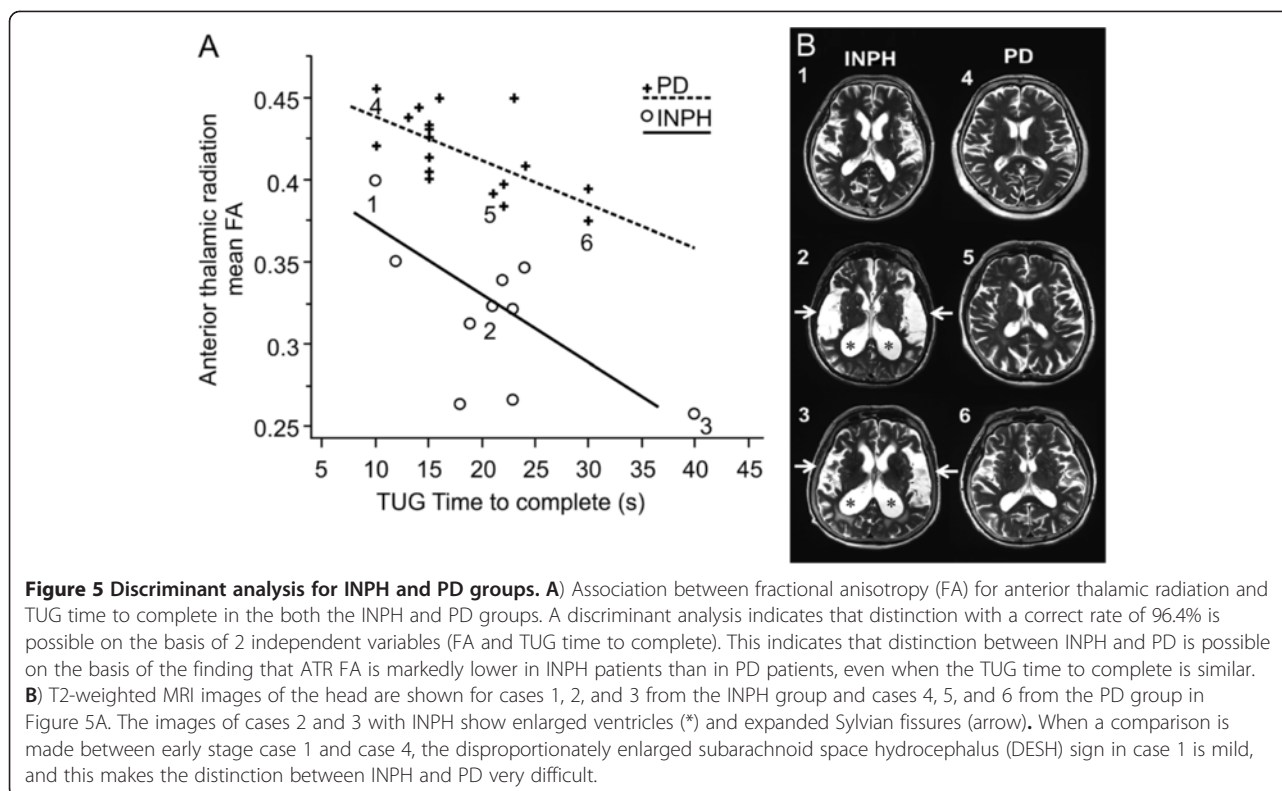 A
Anterior thalamic radiation
mean FA
0.45
0.4
0.35
0.3
0.25
PD
INPH
4
1
5
6
2
3
5 10 15 20 25 30 35 40 45
TUG Time to complete (s)
B
INPH PD
1 4
2 5
* *
3 6
* *
Figure 5 Discriminant analysis for INPH and PD groups. A) Association between fractional anisotropy (FA) for anterior thalamic radiation and
TUG time to complete in the both the INPH and PD groups. A discriminant analysis indicates that distinction with a correct rate of 96.4% is
possible on the basis of 2 independent variables (FA and TUG time to complete). This indicates that distinction between INPH and PD is possible
on the basis of the finding that ATR FA is markedly lower in INPH patients than in PD patients, even when the TUG time to complete is similar.
B) T2-weighted MRI images of the head are shown for cases 1, 2, and 3 from the INPH group and cases 4, 5, and 6 from the PD group in
Figure 5A. The images of cases 2 and 3 with INPH show enlarged ventricles (*) and expanded Sylvian fissures (arrow). When a comparison is
made between early stage case 1 and case 4, the disproportionately enlarged subarachnoid space hydrocephalus (DESH) sign in case 1 is mild,
and this makes the distinction between INPH and PD very difficult.